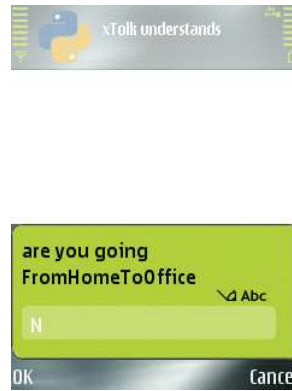 xTolk understands
are you going
FromHomeToOffice
Abc
N
OK Cance